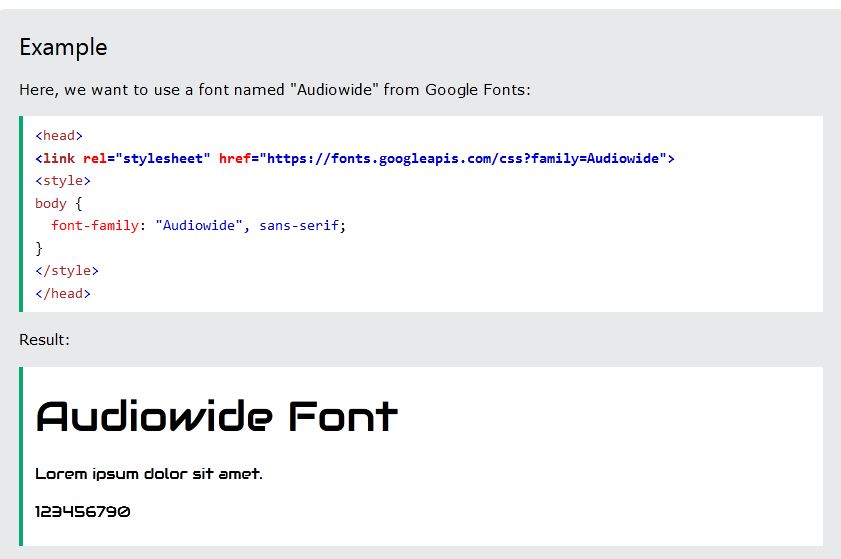 Example
Here, we want to use a font named "Audiowide" from Google Fonts:
<head>
<link rel="stylesheet" href="https://fonts.googleapis.com/css?family=Audiowide">
<style>
body {
  font-family: "Audiowide", sans-serif;
}
</style>
</head>
Result:
Audiowide Font
Lorem ipsum dolor sit amet.
123456790